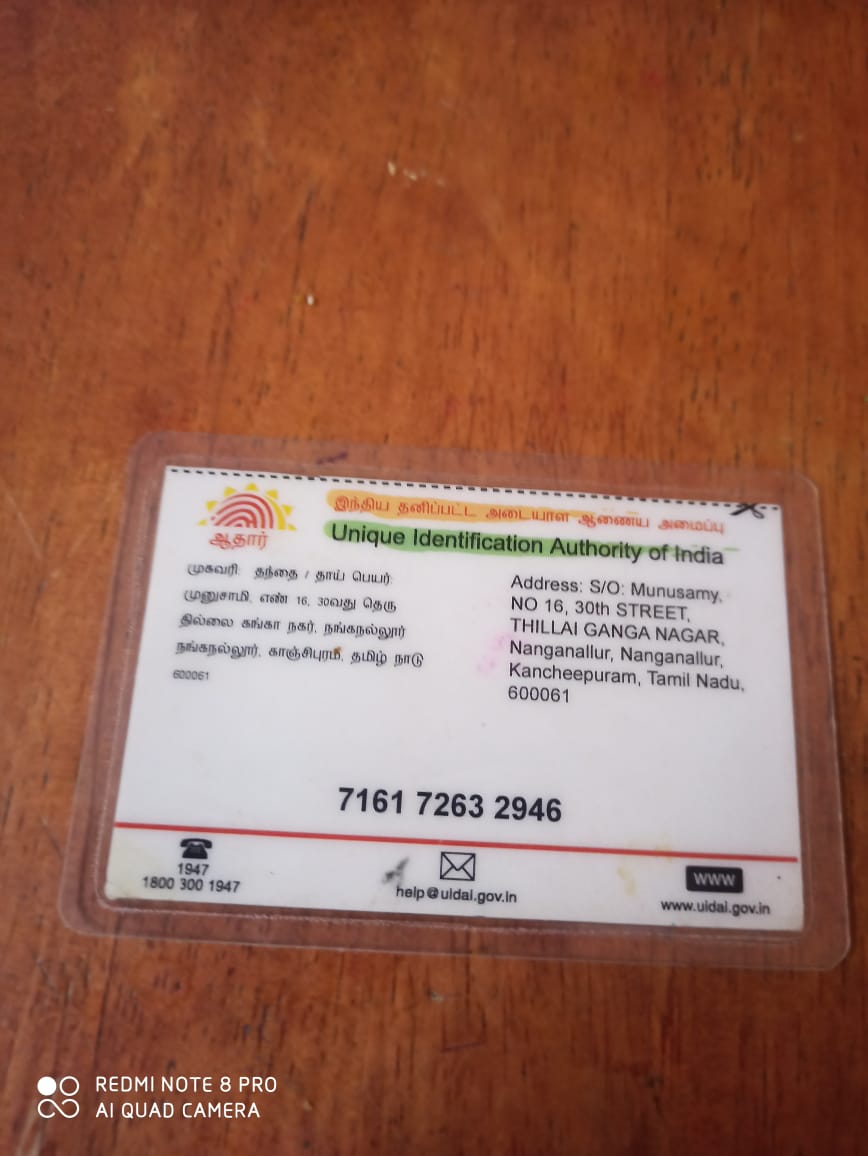 இந்திய தனிப்பட்ட அடையாள ஆணைய அமைப்பு
Unique Identification Authority of India
ஆதார்
முகவரி: தந்தை / தாய் பெயர்:
முனுசாமி, எண் 16, 30வது தெரு
தில்லை கங்கா நகர், நங்கநல்லூர்
நங்கநல்லூர், காஞ்சிபுரம், தமிழ் நாடு
600061
Address: S/O: Munusamy,
NO 16, 30th STREET,
THILLAI GANGA NAGAR,
Nanganallur, Nanganallur,
Kancheepuram, Tamil Nadu,
600061
7161 7263 2946
1947
1800 300 1947
help@uidai.gov.in
WWW
www.uidai.gov.in
REDMI NOTE 8 PRO
AI QUAD CAMERA